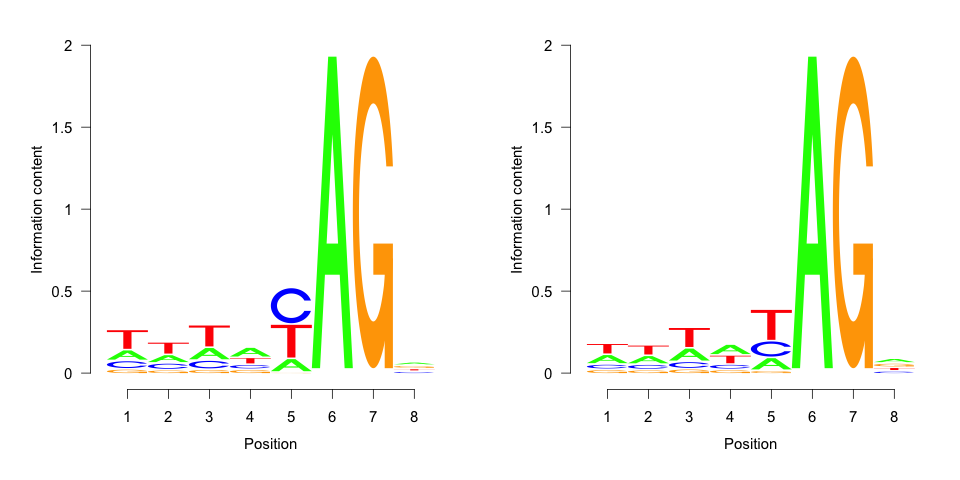 2
1.5
1
0.5
0
Information content
T T T A C A G A
A A A T T G
C C C C A T
G G G G C
1 2 3 4 5 6 7 8
Position
2
1.5
1
0.5
0
Information content
T T T A T A G A
A A A T C G
C C C C A T
G G G G C
1 2 3 4 5 6 7 8
Position